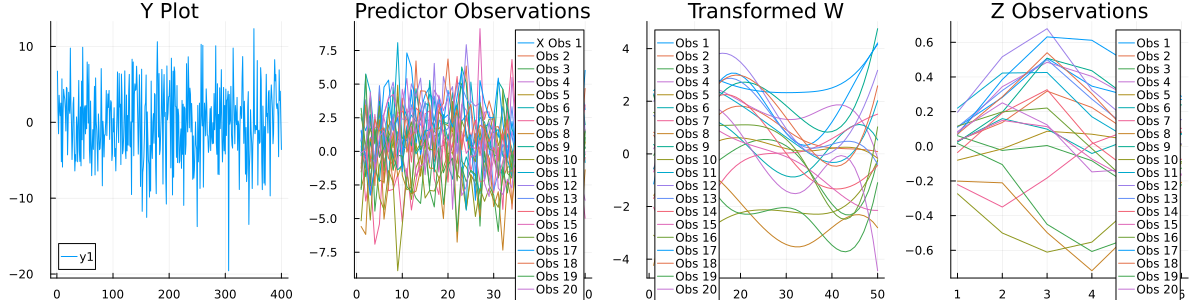 Y Plot
10
0
−10
−20
0
100
200
300
400
y1
Predictor Observations
7.5
5.0
2.5
0.0
−2.5
−5.0
−7.5
0
10
20
30
0
X Obs 1
Obs 2
Obs 3
Obs 4
Obs 5
Obs 6
Obs 7
Obs 8
Obs 9
Obs 10
Obs 11
Obs 12
Obs 13
Obs 14
Obs 15
Obs 16
Obs 17
Obs 18
Obs 19
Obs 20
Transformed W
4
2
0
−2
−4
0
20
30
40
50
Obs 1
Obs 2
Obs 3
Obs 4
Obs 5
Obs 6
Obs 7
Obs 8
Obs 9
Obs 10
Obs 11
Obs 12
Obs 13
Obs 14
Obs 15
Obs 16
Obs 17
Obs 18
Obs 19
Obs 20
Z Observations
0.6
0.4
0.2
0.0
−0.2
−0.4
−0.6
1
2
3
4
Obs 1
Obs 2
Obs 3
Obs 4
Obs 5
Obs 6
Obs 7
Obs 8
Obs 9
Obs 10
Obs 11
Obs 12
Obs 13
Obs 14
Obs 15
Obs 16
Obs 17
Obs 18
Obs 19
Obs 20